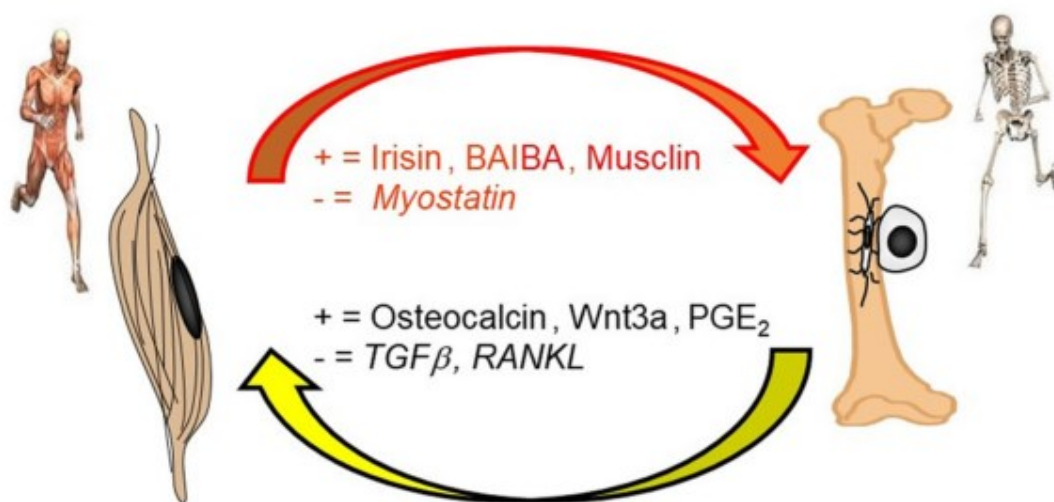 + = Irisin, BAIBA, Musclin
- = Myostatin
+ = Osteocalcin, Wnt3a, PGE₂
- = TGFβ, RANKL